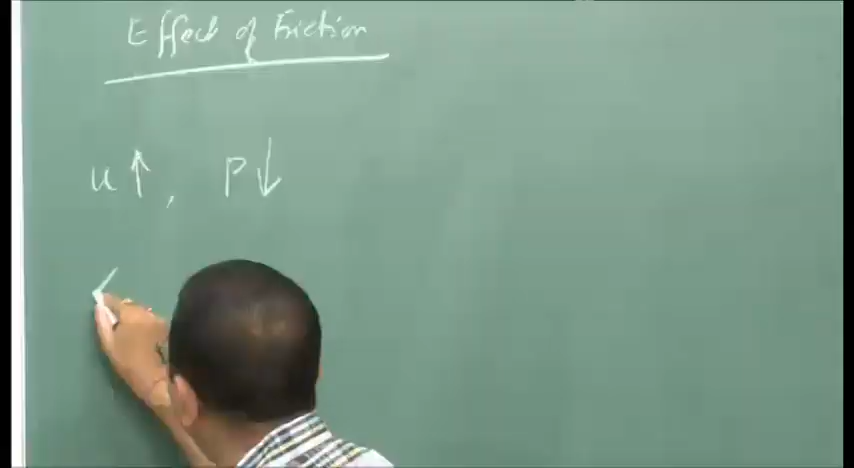 Effect of Friction
u ↑ , P ↓